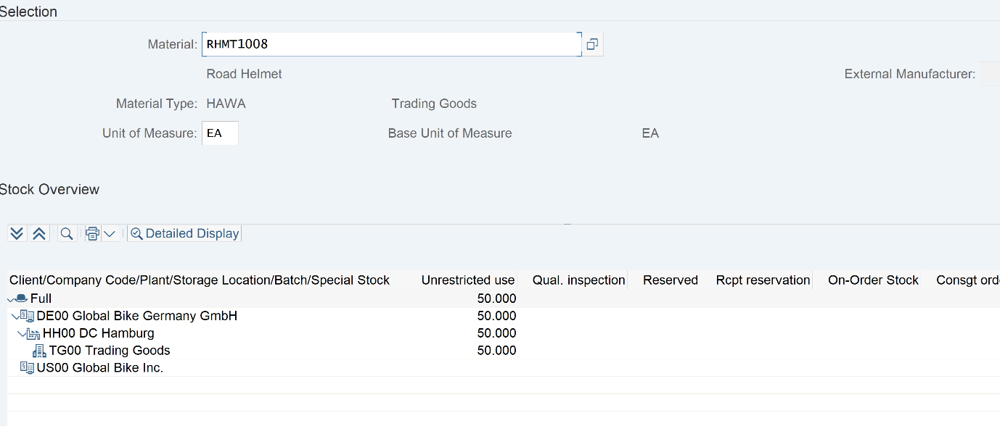 Selection
Material: RHMT1008
Road Helmet External Manufacturer:
Material Type: HAWA Trading Goods
Unit of Measure: EA Base Unit of Measure EA
Stock Overview
Detailed Display
Client/Company Code/Plant/Storage Location/Batch/Special Stock Unrestricted use Qual. inspection Reserved Rcpt reservation On-Order Stock Consgt ord
Full 50.000
DE00 Global Bike Germany GmbH 50.000
HH00 DC Hamburg 50.000
TG00 Trading Goods 50.000
US00 Global Bike Inc.